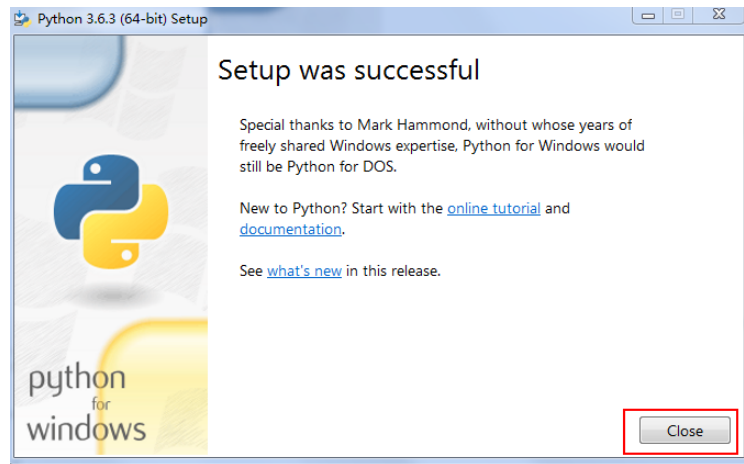 Python 3.6.3 (64-bit) Setup
Setup was successful
Special thanks to Mark Hammond, without whose years of
freely shared Windows expertise, Python for Windows would
still be Python for DOS.
New to Python? Start with the online tutorial and
documentation.
See what's new in this release.
python
for
windows
Close